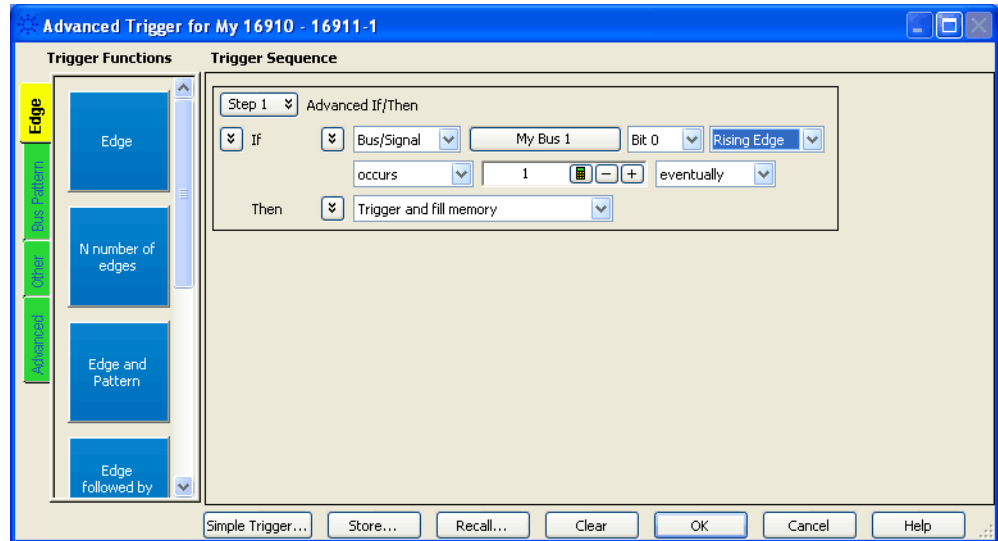 Advanced Trigger for My 16910 - 16911-1
Trigger Functions
Trigger Sequence
Edge
Bus Pattern
Other
Advanced
Edge
N number of
edges
Edge and
Pattern
Edge
followed by
Step 1 Advanced If/Then
If Bus/Signal My Bus 1 Bit 0 Rising Edge
occurs 1 eventually
Then Trigger and fill memory
Simple Trigger... Store... Recall... Clear OK Cancel Help